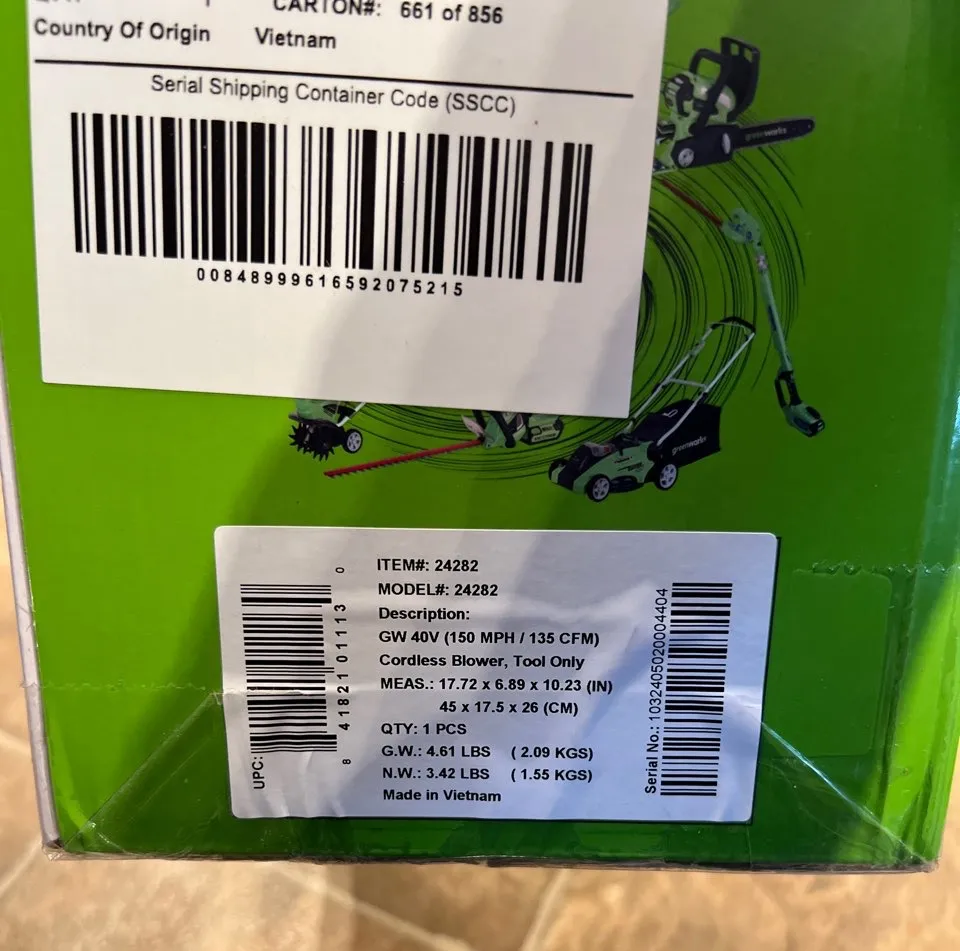 CARTON#: 661 of 856
Country Of Origin Vietnam
Serial Shipping Container Code (SSCC)
00848999616592075215
greenworks
greenworks
ITEM#: 24282
MODEL#: 24282
Description:
GW 40V (150 MPH / 135 CFM)
Cordless Blower, Tool Only
MEAS.: 17.72 x 6.89 x 10.23 (IN)
45 x 17.5 x 26 (CM)
QTY: 1 PCS
G.W.: 4.61 LBS ( 2.09 KGS)
N.W.: 3.42 LBS ( 1.55 KGS)
Made in Vietnam
UPC:
8 41821 01113 0
Serial No.: 1032405020004404